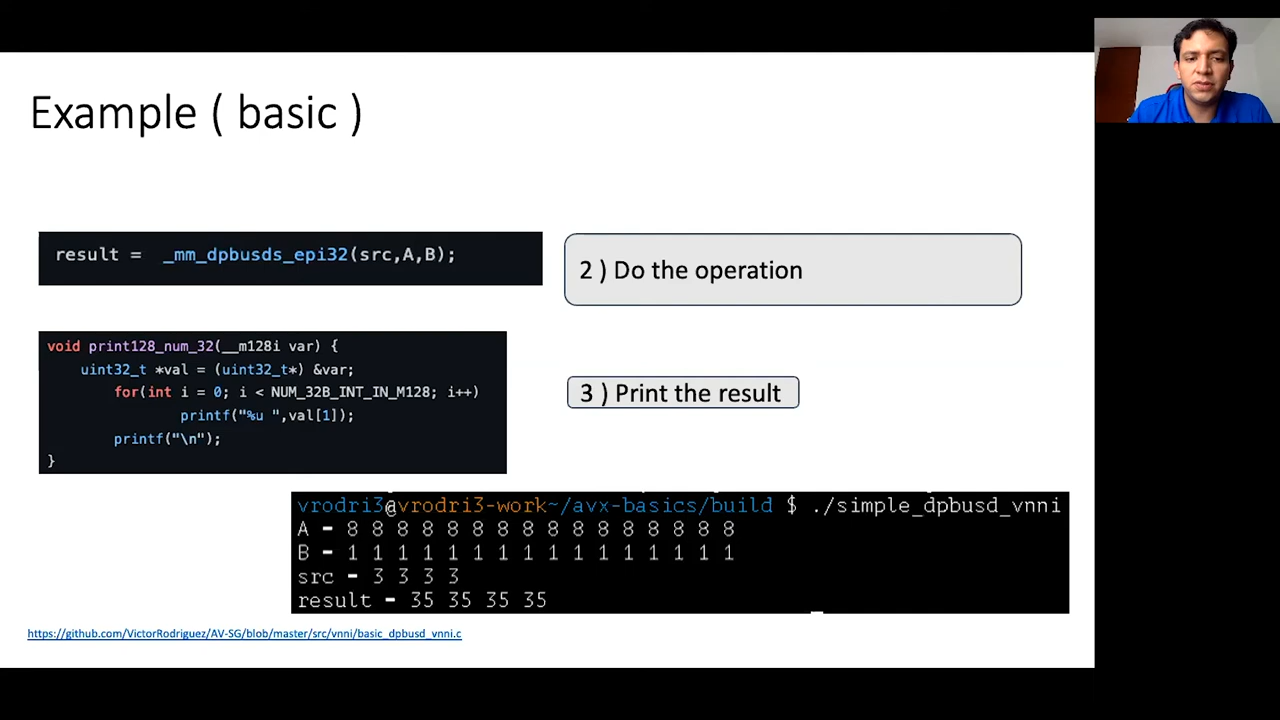 Example ( basic )
result =  _mm_dpbusds_epi32(src,A,B);
2 ) Do the operation
void print128_num_32(__m128i var) {
uint32_t *val = (uint32_t*) &var;
for(int i = 0; i < NUM_32B_INT_IN_M128; i++)
printf("%u ",val[1]);
printf("\n");
}
3 ) Print the result
vrodri3@vrodri3-work~/avx-basics/build $ ./simple_dpbusd_vnni
A = 8 8 8 8 8 8 8 8 8 8 8 8 8 8 8 8
B = 1 1 1 1 1 1 1 1 1 1 1 1 1 1 1 1
src = 3 3 3 3
result = 35 35 35 35
https://github.com/VictorRodriguez/AV-SG/blob/master/src/vnni/basic_dpbusd_vnni.c